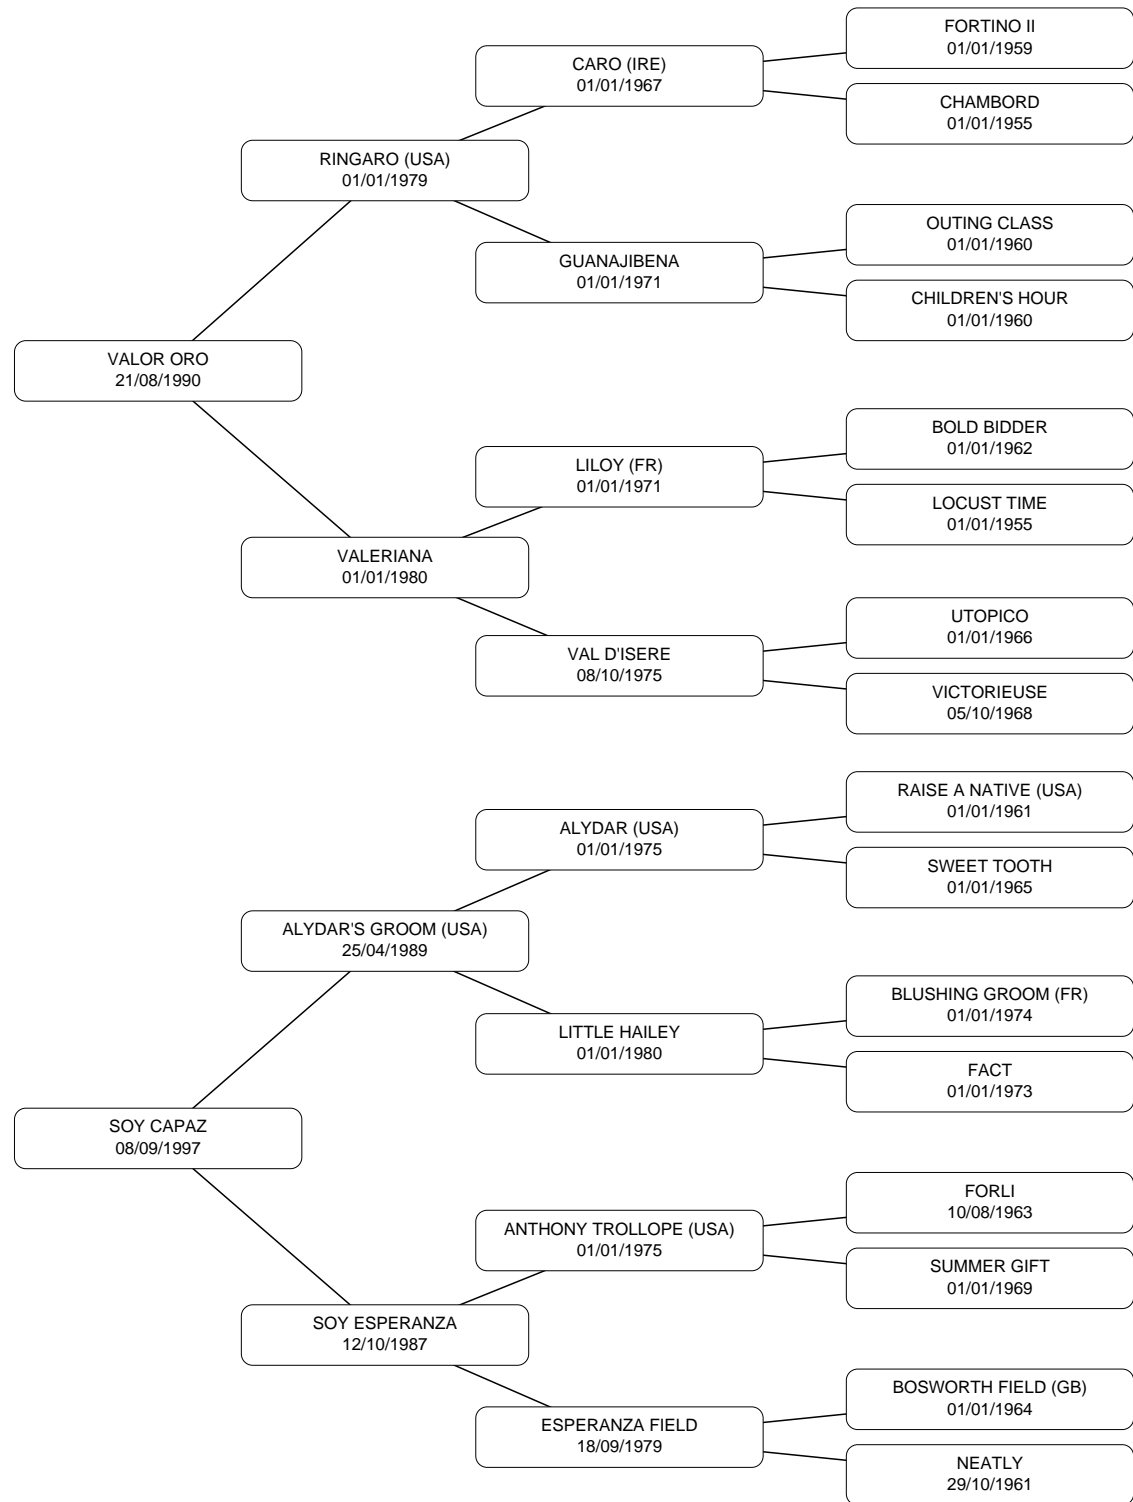 FORTINO II
01/01/1959
CARO (IRE)
01/01/1967
CHAMBORD
01/01/1955
RINGARO (USA)
01/01/1979
OUTING CLASS
01/01/1960
GUANAJIBENA
01/01/1971
CHILDREN'S HOUR
01/01/1960
VALOR ORO
21/08/1990
BOLD BIDDER
01/01/1962
LILOY (FR)
01/01/1971
LOCUST TIME
01/01/1955
VALERIANA
01/01/1980
UTOPICO
01/01/1966
VAL D'ISERE
08/10/1975
VICTORIEUSE
05/10/1968
RAISE A NATIVE (USA)
01/01/1961
ALYDAR (USA)
01/01/1975
SWEET TOOTH
01/01/1965
ALYDAR'S GROOM (USA)
25/04/1989
BLUSHING GROOM (FR)
01/01/1974
LITTLE HAILEY
01/01/1980
FACT
01/01/1973
SOY CAPAZ
08/09/1997
FORLI
10/08/1963
ANTHONY TROLLOPE (USA)
01/01/1975
SUMMER GIFT
01/01/1969
SOY ESPERANZA
12/10/1987
BOSWORTH FIELD (GB)
01/01/1964
ESPERANZA FIELD
18/09/1979
NEATLY
29/10/1961